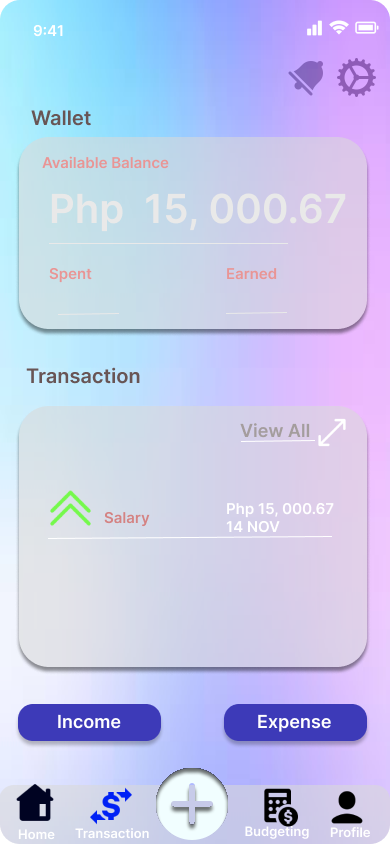 9:41
Wallet
Available Balance
Php 15, 000.67
Spent Earned
Transaction
View All
Salary
Php 15, 000.67
14 NOV
Income Expense
Home Transaction Budgeting Profile